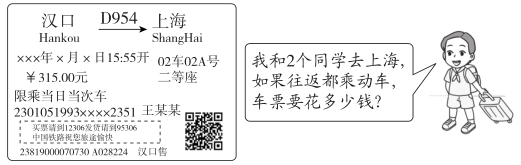 汉口 D954 上海
Hankou ShangHai
×××年×月×日15:55开 02车02A号
￥315.00元 二等座
限乘当日当次车
2301051993××××2351 王某某
买票请到12306发货请到95306
中国铁路祝您旅途愉快
23819000070730 A028224 汉口售
我和2个同学去上海,
如果往返都乘动车,
车票要花多少钱?